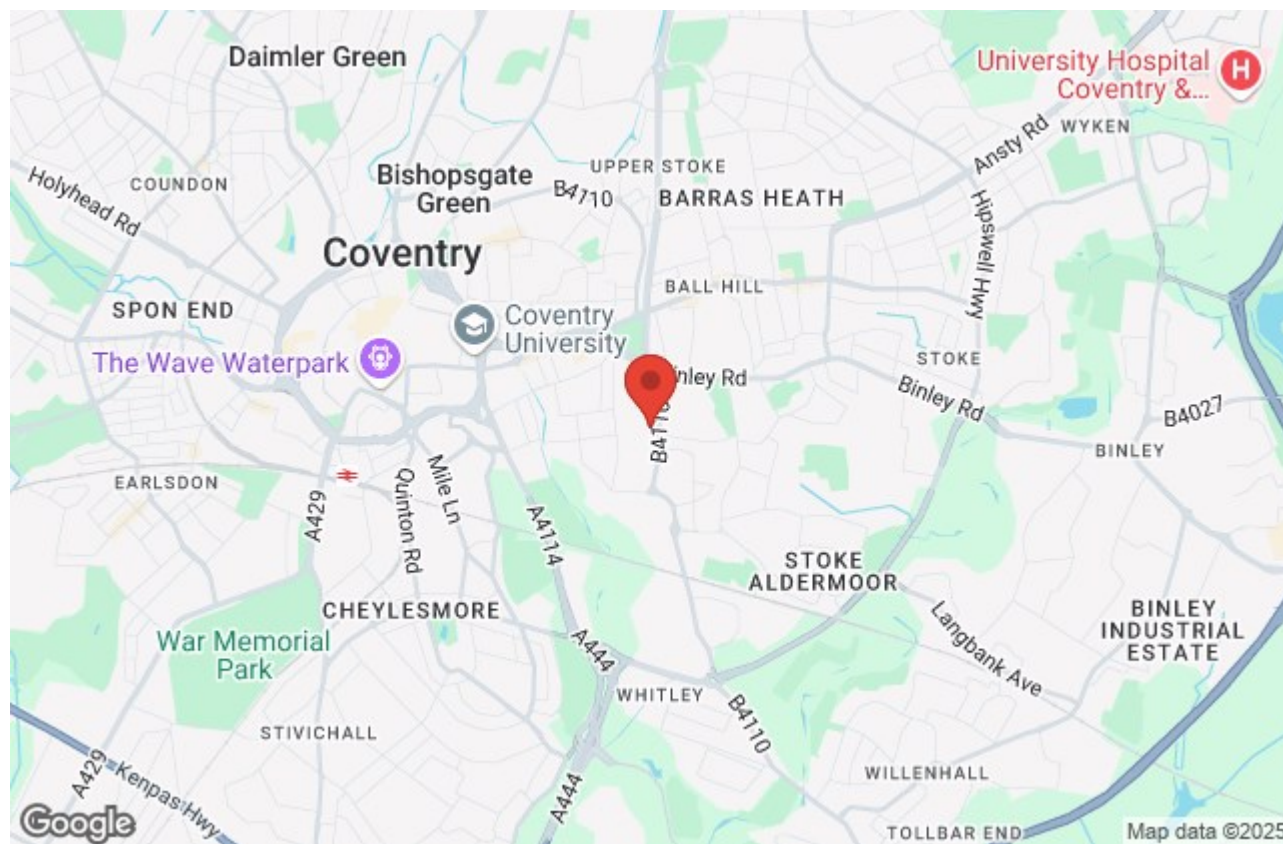 Daimler Green
University Hospital
Coventry &...
H
WYKEN
Ansty Rd
UPPER STOKE
COUNDON
Bishopsgate
Green
B4110
BARRAS HEATH
Holyhead Rd
Hipswell Hwy
Coventry
BALL HILL
SPON END
Coventry
University
The Wave Waterpark
STOKE
Binley Rd
B4027
BINLEY
EARLSDON
A429
Quinton Rd
Mile Ln
A4114
STOKE
ALDERMOOR
CHEYLESMORE
War Memorial
Park
A444
Langbank Ave
BINLEY
INDUSTRIAL
ESTATE
WHITLEY
B4110
STIVICHALL
A429
Kenpas Hwy
A444
WILLENHALL
TOLLBAR END
Google
Map data ©2025